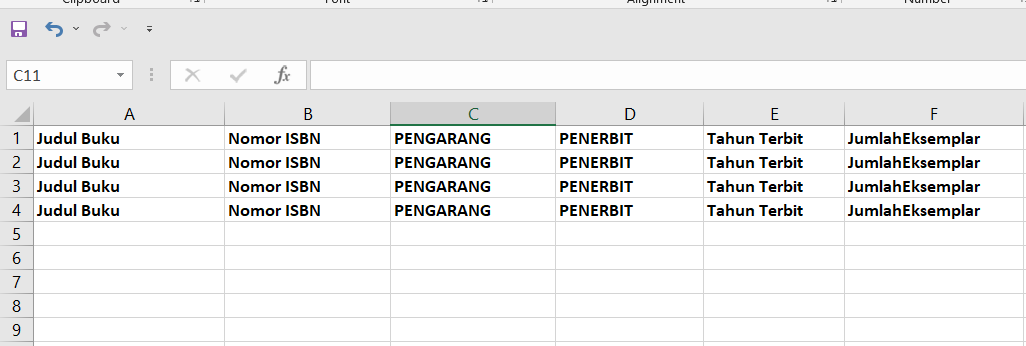 Clipboard Font Alignment Number
C11 fx
A B C D E F
1 Judul Buku Nomor ISBN PENGARANG PENERBIT Tahun Terbit JumlahEksemplar
2 Judul Buku Nomor ISBN PENGARANG PENERBIT Tahun Terbit JumlahEksemplar
3 Judul Buku Nomor ISBN PENGARANG PENERBIT Tahun Terbit JumlahEksemplar
4 Judul Buku Nomor ISBN PENGARANG PENERBIT Tahun Terbit JumlahEksemplar
5
6
7
8
9